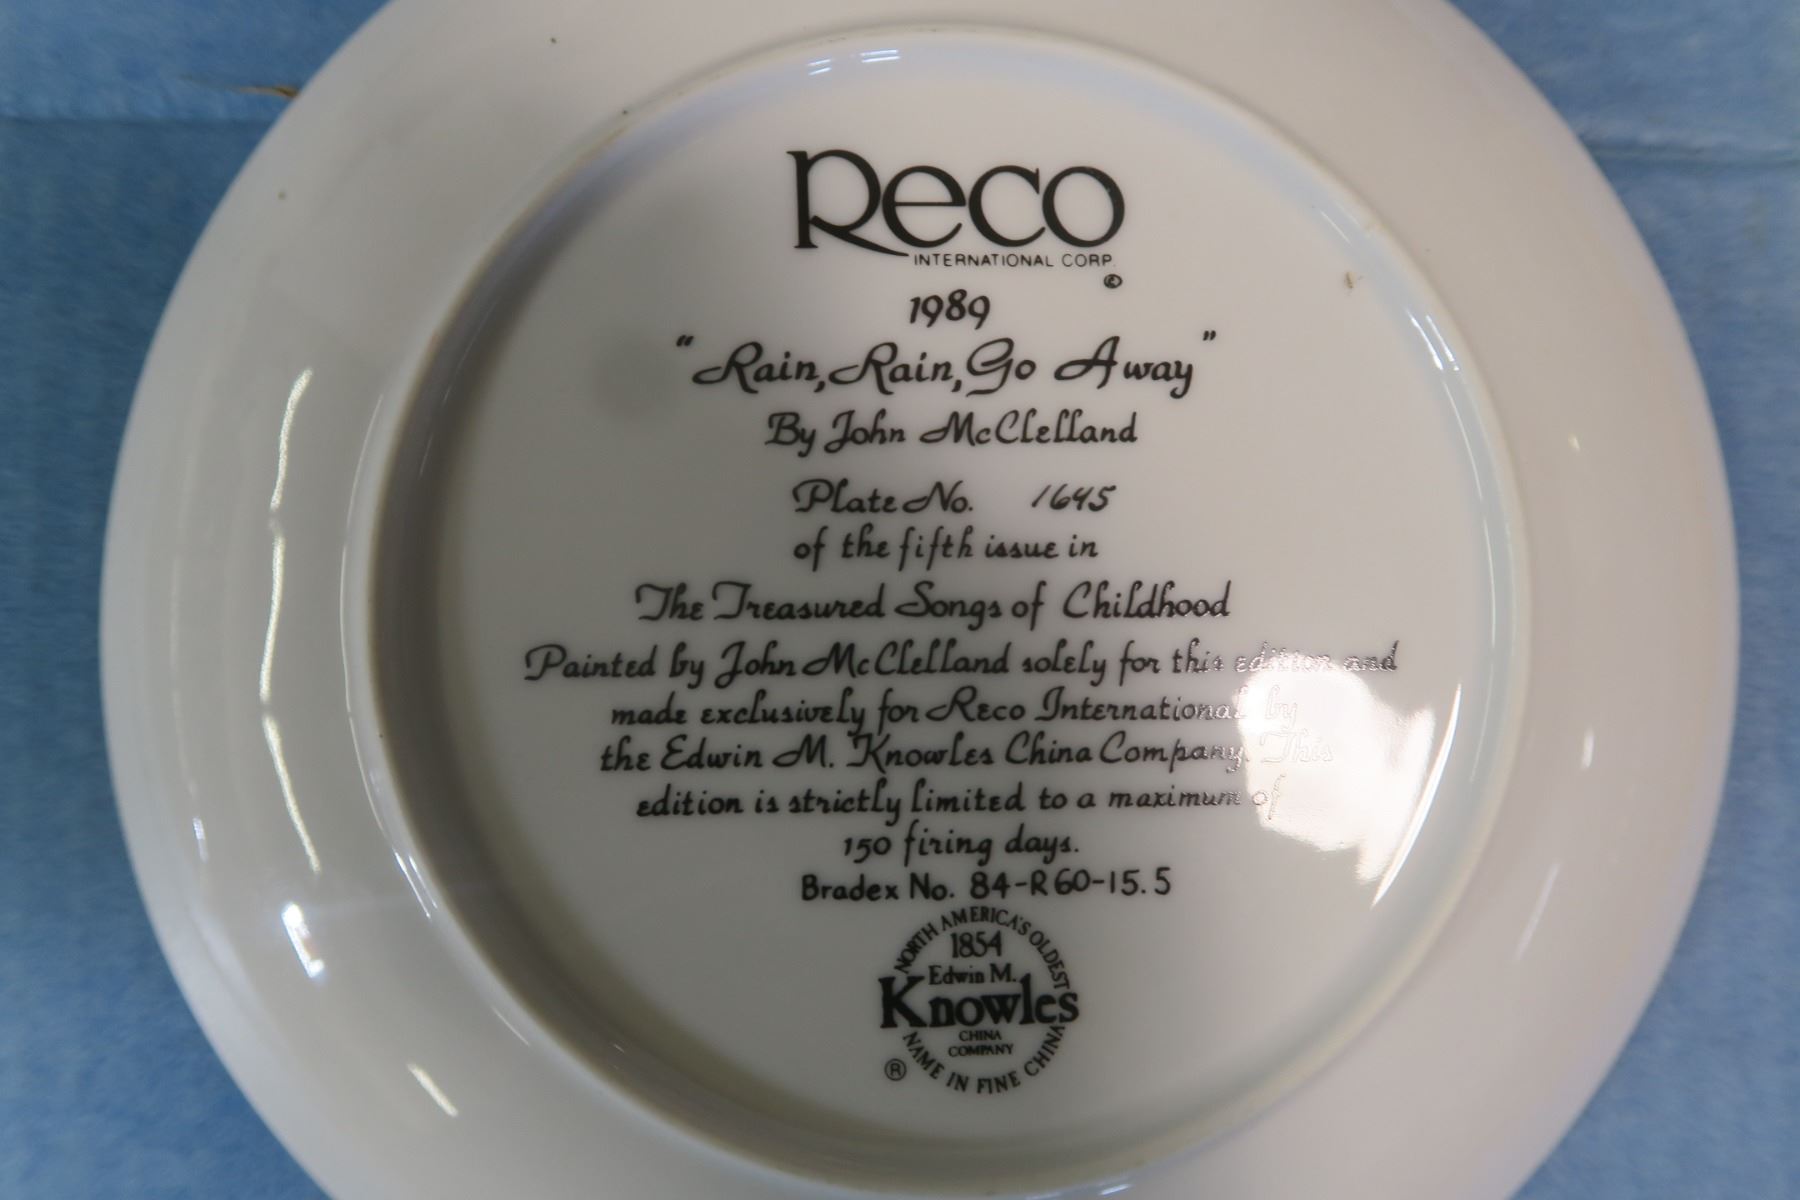 Reco
INTERNATIONAL CORP.
©
1989
"Rain, Rain, Go Away"
By John McClelland
Plate No. 1645
of the fifth issue in
The Treasured Songs of Childhood
Painted by John McClelland solely for this edition and
made exclusively for Reco International by
the Edwin M. Knowles China Company. This
edition is strictly limited to a maximum of
150 firing days.
Bradex No. 84-R60-15.5
NORTH AMERICA'S OLDEST
1854
Edwin M.
Knowles
CHINA
COMPANY
NAME IN FINE CHINA
®